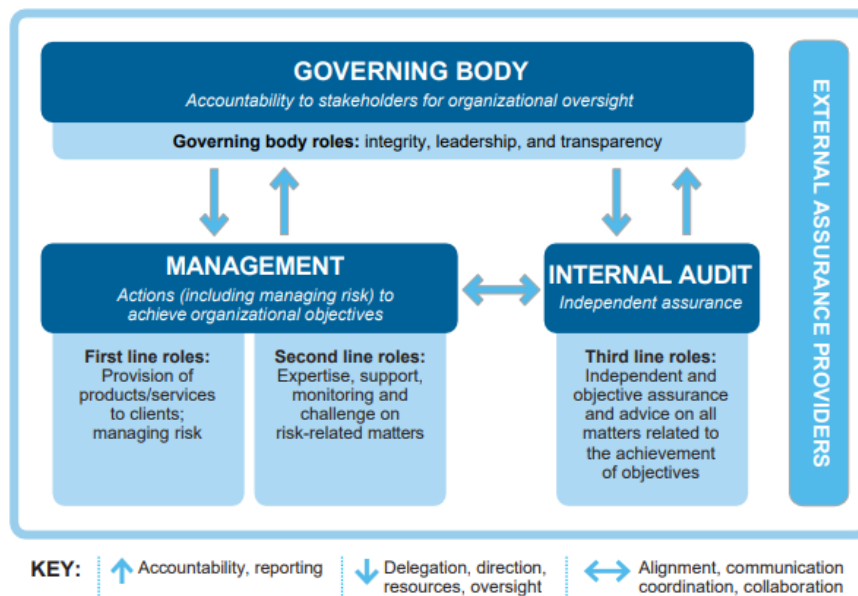 GOVERNING BODY
Accountability to stakeholders for organizational oversight
Governing body roles: integrity, leadership, and transparency
MANAGEMENT
Actions (including managing risk) to
achieve organizational objectives
INTERNAL AUDIT
Independent assurance
First line roles:
Provision of
products/services
to clients;
managing risk
Second line roles:
Expertise, support,
monitoring and
challenge on
risk-related matters
Third line roles:
Independent and
objective assurance
and advice on all
matters related to
the achievement
of objectives
EXTERNAL ASSURANCE PROVIDERS
KEY:
Accountability, reporting
Delegation, direction,
resources, oversight
Alignment, communication
coordination, collaboration